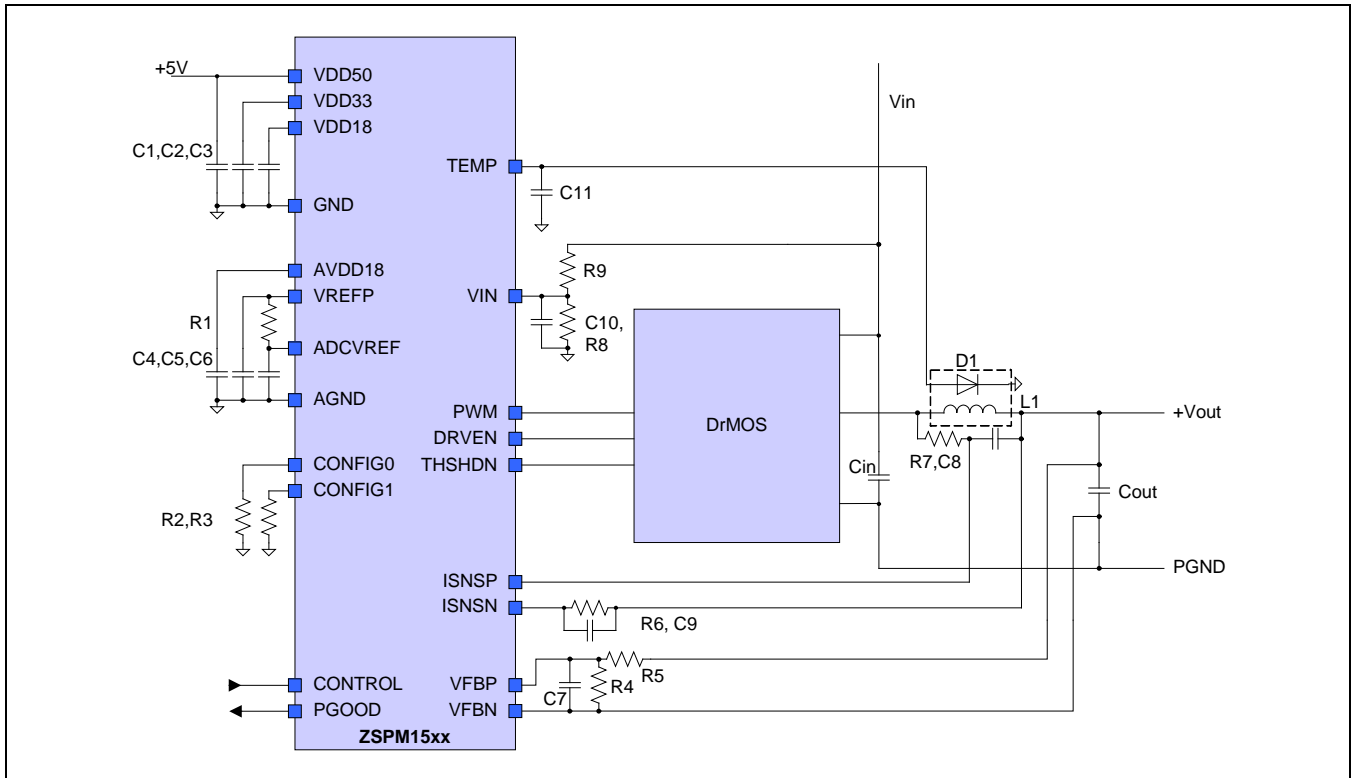 +5V
VDD50
VDD33
VDD18
C1,C2,C3
GND
AVDD18
VREFP
R1
ADCVREF
C4,C5,C6
AGND
CONFIG0
CONFIG1
R2,R3
CONTROL
PGOOD
TEMP
VIN
PWM
DRVEN
THSHDN
ISNSP
ISNSN
VFBP
VFBN
ZSPM15xx
C11
R9
C10,
R8
Vin
DrMOS
Cin
D1
L1
R7,C8
+Vout
Cout
PGND
R6, C9
R5
R4
C7